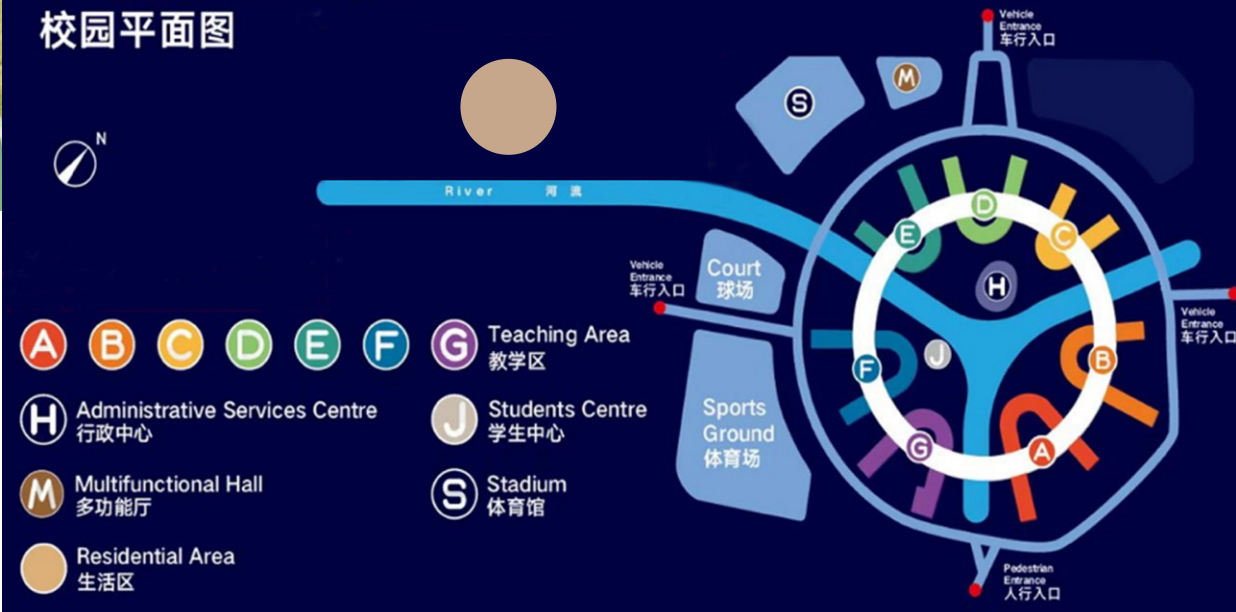 校园平面图
N
Vehicle
Entrance
车行入口
S
M
River 河流
D
E
C
Vehicle
Entrance
车行入口
Court
球场
H
Vehicle
Entrance
车行入口
A B C D E F G Teaching Area
教学区
J
B
F
H Administrative Services Centre
行政中心
J Students Centre
学生中心
Sports
Ground
体育场
G
A
M Multifunctional Hall
多功能厅
S Stadium
体育馆
Residential Area
生活区
Pedestrian
Entrance
人行入口